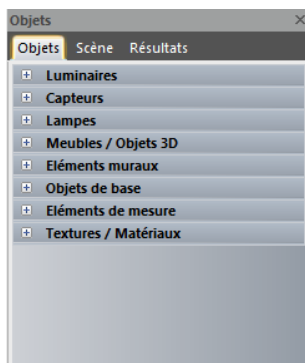 Objets
Objets Scène Résultats
Luminaires
Capteurs
Lampes
Meubles / Objets 3D
Eléments muraux
Objets de base
Eléments de mesure
Textures / Matériaux